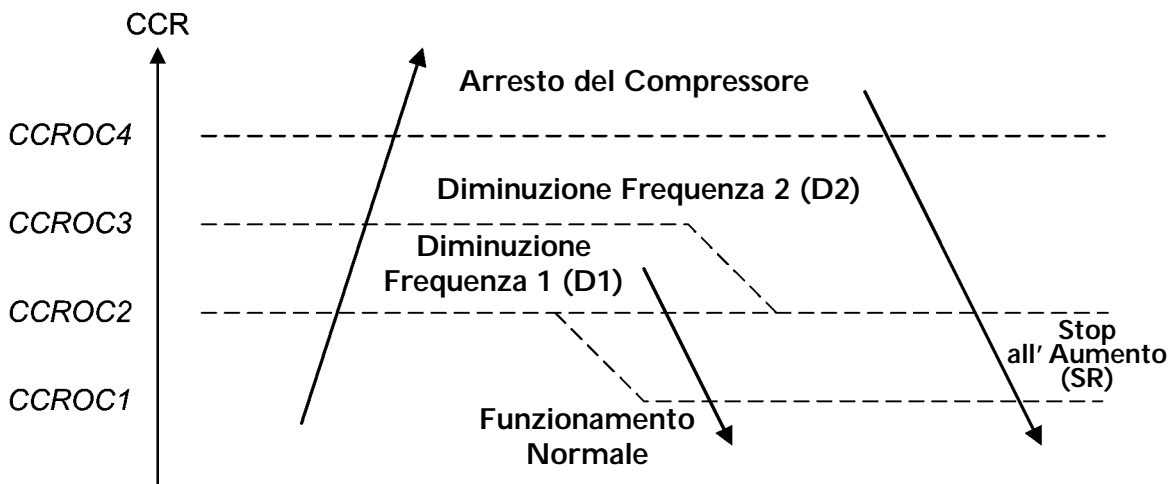 CCR
Arresto del Compressore
CCROC4
Diminuzione Frequenza 2 (D2)
CCROC3
Diminuzione
Frequenza 1 (D1)
CCROC2
Stop
all' Aumento
(SR)
CCROC1
Funzionamento
Normale